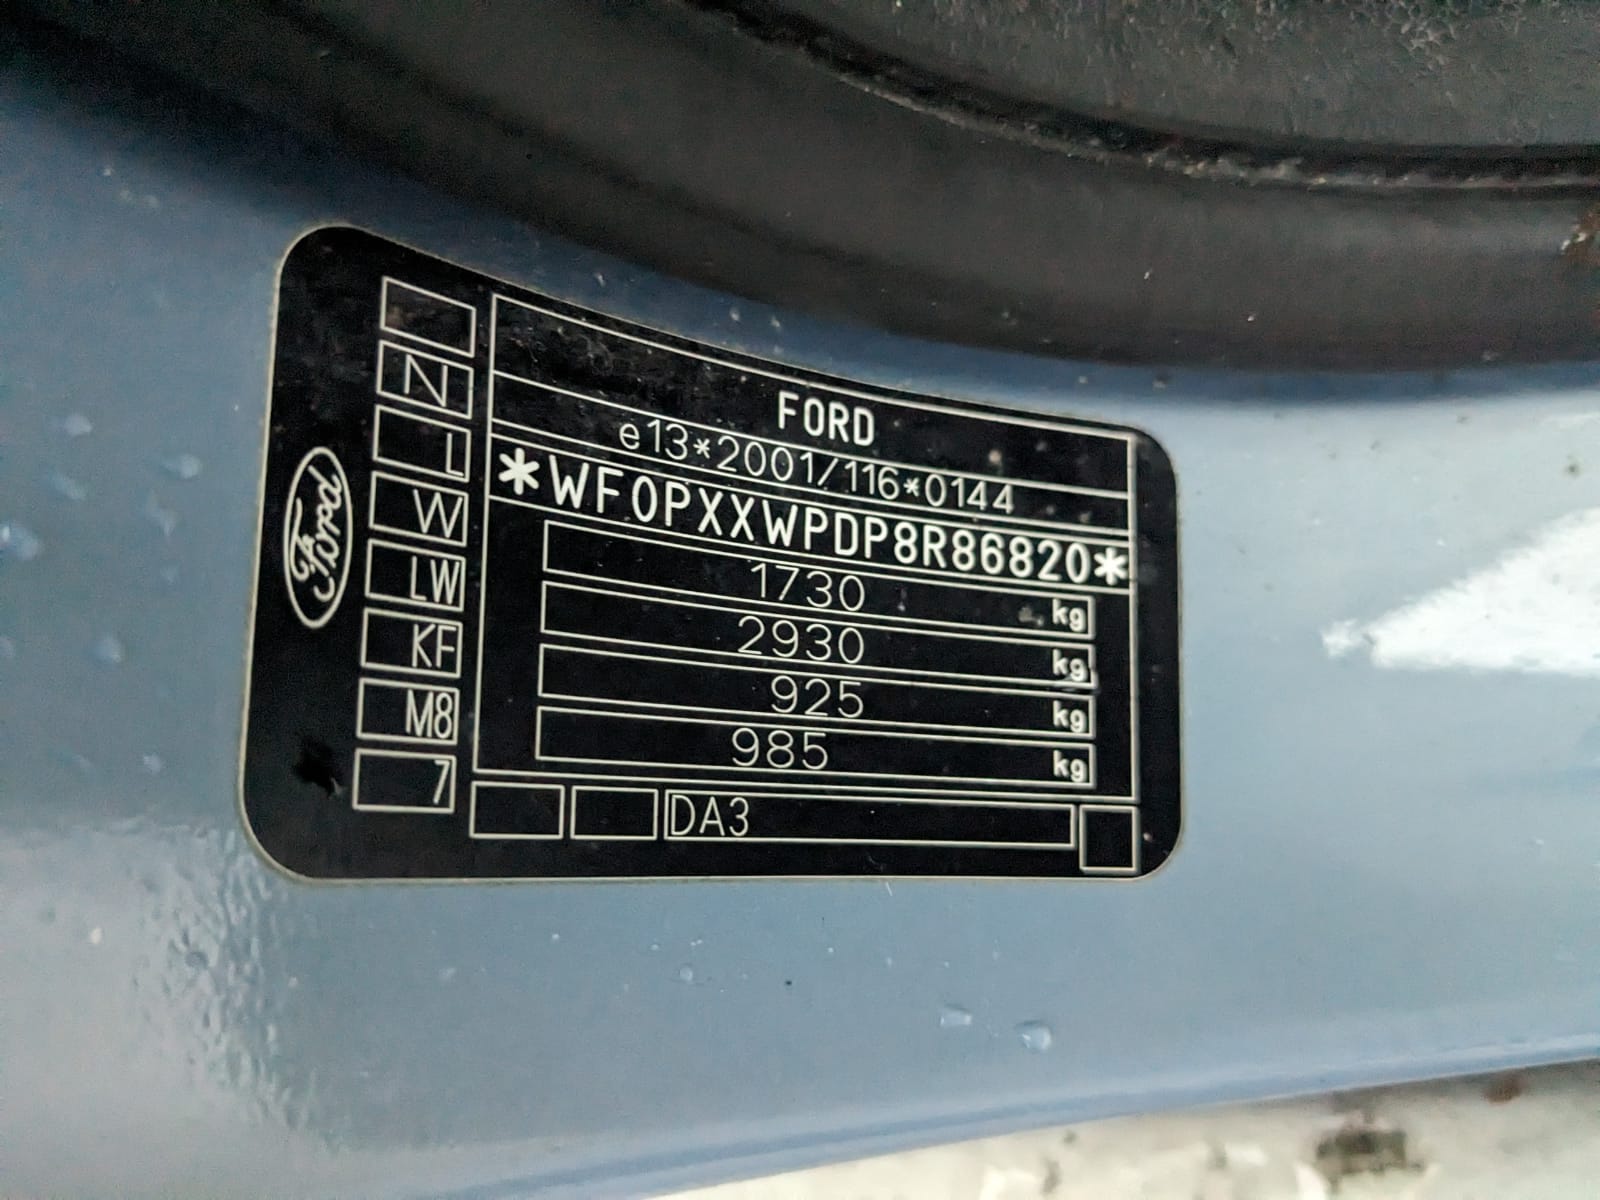 Ford
N
L
W
LW
KF
M8
7
FORD
e13*2001/116*0144
*WF0PXXWPDP8R86820*
1730 kg
2930 kg
925 kg
985 kg
DA3